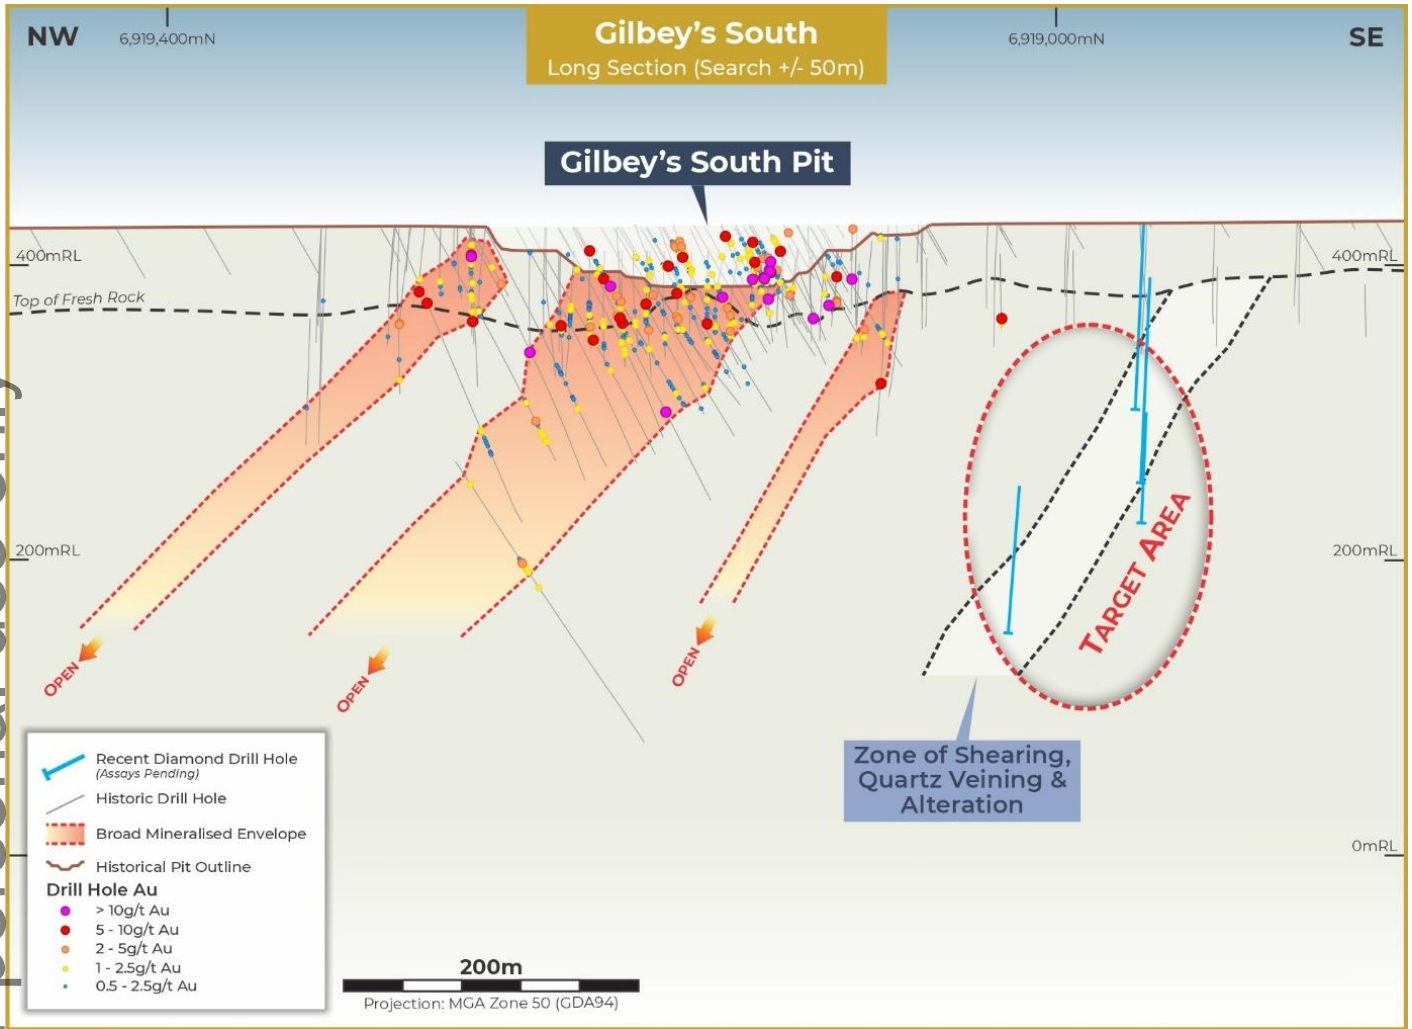 NW
6,919,400mN
Gilbey's South
Long Section (Search +/- 50m)
6,919,000mN
SE
Gilbey's South Pit
400mRL
400mRL
Top of Fresh Rock
200mRL
200mRL
TARGET AREA
OPEN
OPEN
OPEN
Zone of Shearing,
Quartz Veining &
Alteration
0mRL
Recent Diamond Drill Hole
(Assays Pending)
Historic Drill Hole
Broad Mineralised Envelope
Historical Pit Outline
Drill Hole Au
> 10g/t Au
5 - 10g/t Au
2 - 5g/t Au
1 - 2.5g/t Au
0.5 - 2.5g/t Au
200m
Projection: MGA Zone 50 (GDA94)